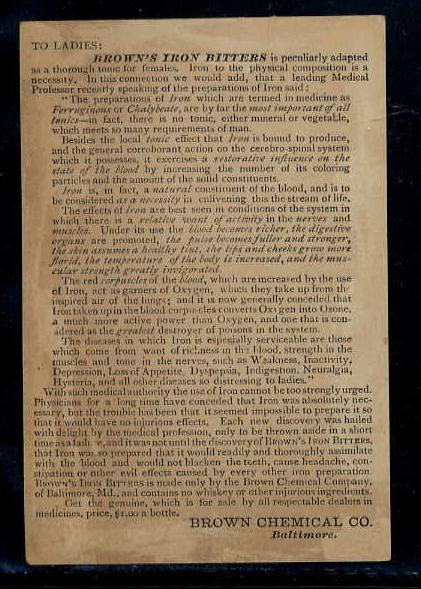 TO LADIES:
BROWN'S IRON BITTERS is peculiarly adapted
as a thorough tonic for females. Iron to the physical composition is a
necessity. In this connection we would add, that a leading Medical
Professor recently speaking of the preparations of Iron said:
"The preparations of Iron which are termed in medicine as
Ferruginous or Chalybeate, are by far the most important of all
tonics—in fact, there is no tonic, either mineral or vegetable,
which meets so many requirements of man.
Besides the local tonic effect that Iron is bound to produce,
and the general corroborant action on the cerebro-spinal system
which it possesses, it exercises a restorative influence on the
state of the blood by increasing the number of its coloring
particles and the amount of the solid constituents.
Iron is, in fact, a natural constituent of the blood, and is to
be considered as a necessity in enlivening this the stream of life.
The effects of Iron are best seen in conditions of the system in
which there is a relative want of activity in the nerves and
muscles. Under its use the blood becomes richer, the digestive
organs are promoted, the pulse becomes fuller and stronger,
the skin assumes a healthy tint, the lips and cheeks grow more
florid, the temperature of the body is increased, and the mus-
cular strength greatly invigorated.
The red corpuscles of the blood, which are increased by the use
of Iron, act as garners of Oxygen, which they take up from the
inspired air of the lungs; and it is now generally conceded that
Iron taken up in the blood corpuscles converts Oxygen into Ozone,
a much more active power than Oxygen, and one that is con-
sidered as the greatest destroyer of poisons in the system.
The diseases in which Iron is especially serviceable are those
which come from want of richness in the blood, strength in the
muscles and tone in the nerves, such as Weakness, Inactivity,
Depression, Loss of Appetite, Dyspepsia, Indigestion, Neuralgia,
Hysteria, and all other diseases so distressing to ladies."
With such medical authority the use of Iron cannot be too strongly urged.
Physicians for a long time have conceded that Iron was absolutely nec-
essary, but the trouble has been that it seemed impossible to prepare it so
that it would have no injurious effects. Each new discovery was hailed
with delight by the medical profession, only to be thrown aside in a short
time as a failure, and it was not until the discovery of BROWN'S IRON BITTERS,
that Iron was so prepared that it would readily and thoroughly assimilate
with the blood and would not blacken the teeth, cause headache, con-
stipation or other evil effects caused by every other iron preparation.
BROWN'S IRON BITTERS is made only by the Brown Chemical Company,
of Baltimore, Md., and contains no whiskey or other injurious ingredients.
Get the genuine, which is for sale by all respectable dealers in
medicines, price, $1.00 a bottle.
BROWN CHEMICAL CO.
Baltimore.